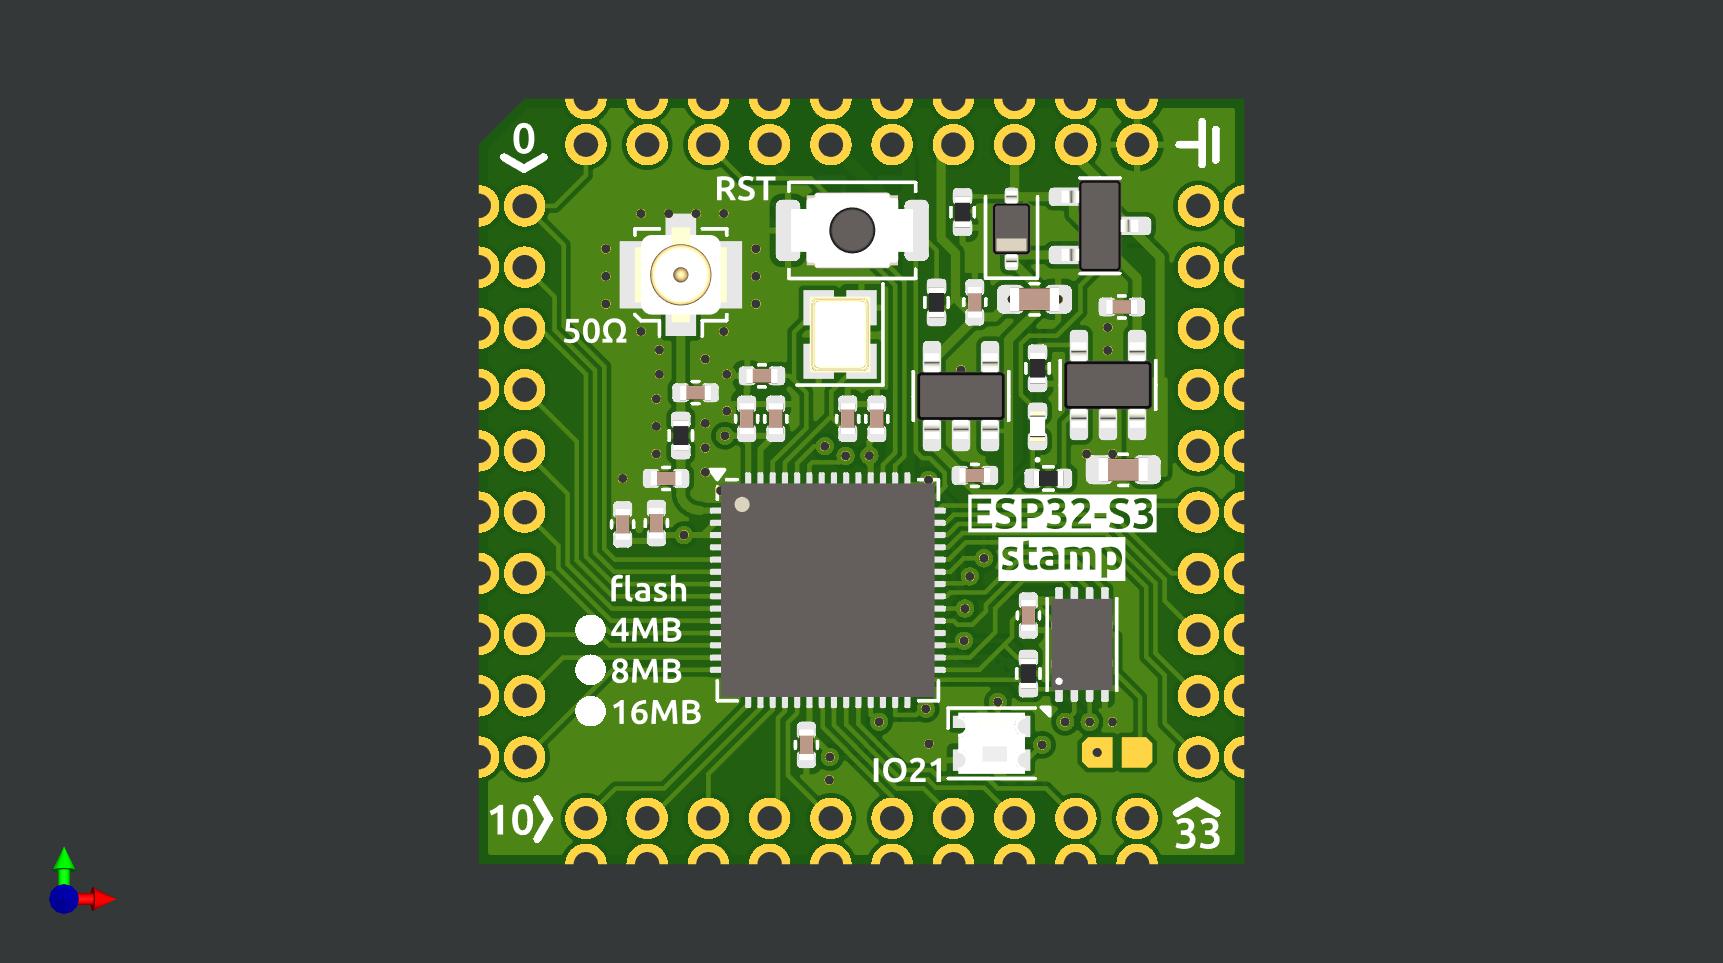 0
RST
50Ω
ESP32-S3
stamp
flash
4MB
8MB
16MB
IO21
10
33